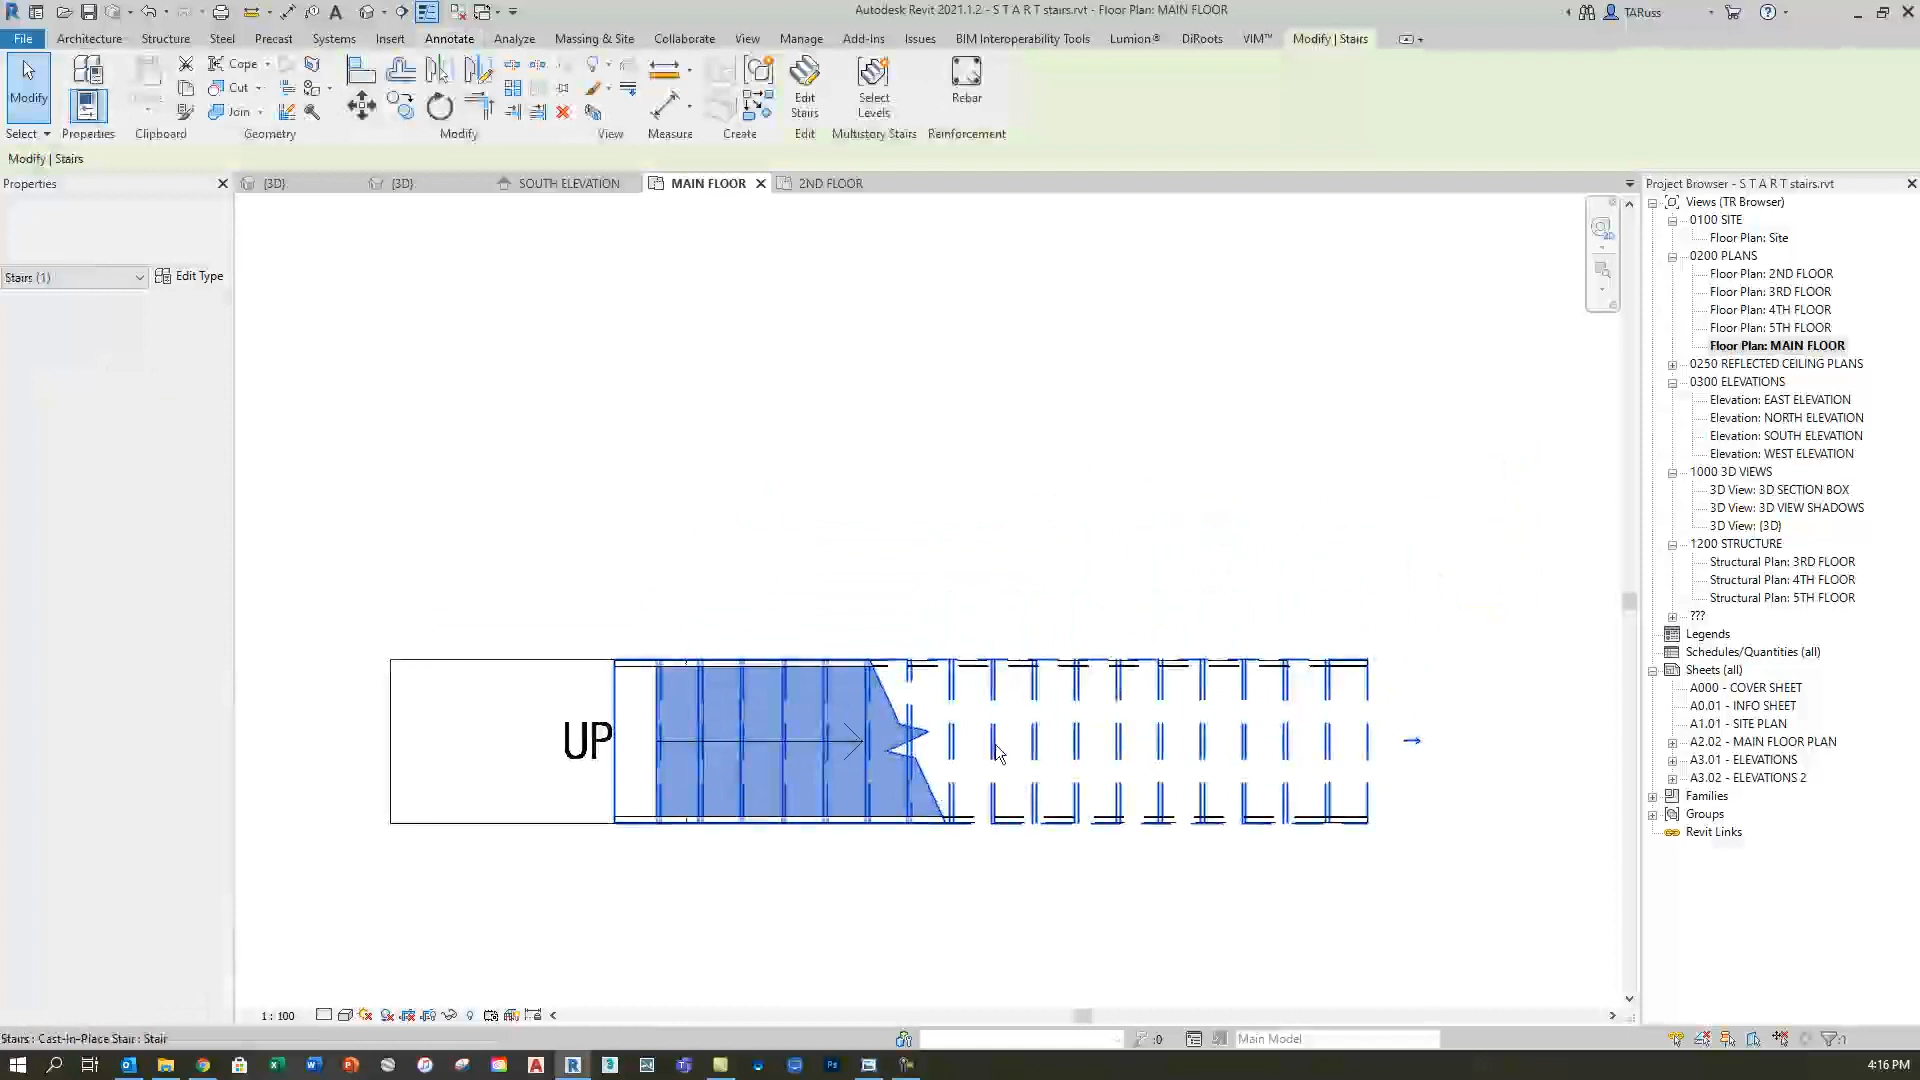 Autodesk Revit 2021.1.2 - S T A R T stairs.rvt - Floor Plan: MAIN FLOOR
TARuss
File Architecture Structure Steel Precast Systems Insert Annotate Analyze Massing & Site Collaborate View Manage Add-Ins Issues BIM Interoperability Tools Lumion® DiRoots VIM™ Modify | Stairs
Modify
Cope
Cut
Join
Edit Stairs
Select Levels
Rebar
Select Properties Clipboard Geometry Modify View Measure Create Edit Multistory Stairs Reinforcement
Modify | Stairs
Properties
{3D} {3D} SOUTH ELEVATION MAIN FLOOR 2ND FLOOR
Stairs (1)
Edit Type
UP
Project Browser - S T A R T stairs.rvt
Views (TR Browser)
0100 SITE
Floor Plan: Site
0200 PLANS
Floor Plan: 2ND FLOOR
Floor Plan: 3RD FLOOR
Floor Plan: 4TH FLOOR
Floor Plan: 5TH FLOOR
Floor Plan: MAIN FLOOR
0250 REFLECTED CEILING PLANS
0300 ELEVATIONS
Elevation: EAST ELEVATION
Elevation: NORTH ELEVATION
Elevation: SOUTH ELEVATION
Elevation: WEST ELEVATION
1000 3D VIEWS
3D View: 3D SECTION BOX
3D View: 3D VIEW SHADOWS
3D View: {3D}
1200 STRUCTURE
Structural Plan: 3RD FLOOR
Structural Plan: 4TH FLOOR
Structural Plan: 5TH FLOOR
???
Legends
Schedules/Quantities (all)
Sheets (all)
A000 - COVER SHEET
A0.01 - INFO SHEET
A1.01 - SITE PLAN
A2.02 - MAIN FLOOR PLAN
A3.01 - ELEVATIONS
A3.02 - ELEVATIONS 2
Families
Groups
Revit Links
1 : 100
Stairs : Cast-In-Place Stair : Stair
:0
Main Model
:1
4:16 PM